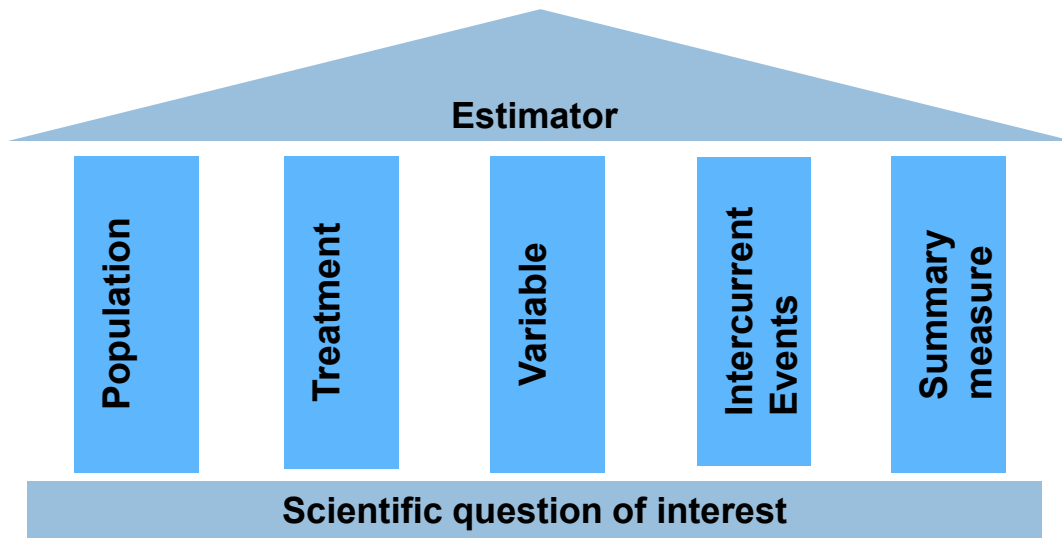 Estimator
Population
Treatment
Variable
Intercurrent
Events
Summary
measure
Scientific question of interest